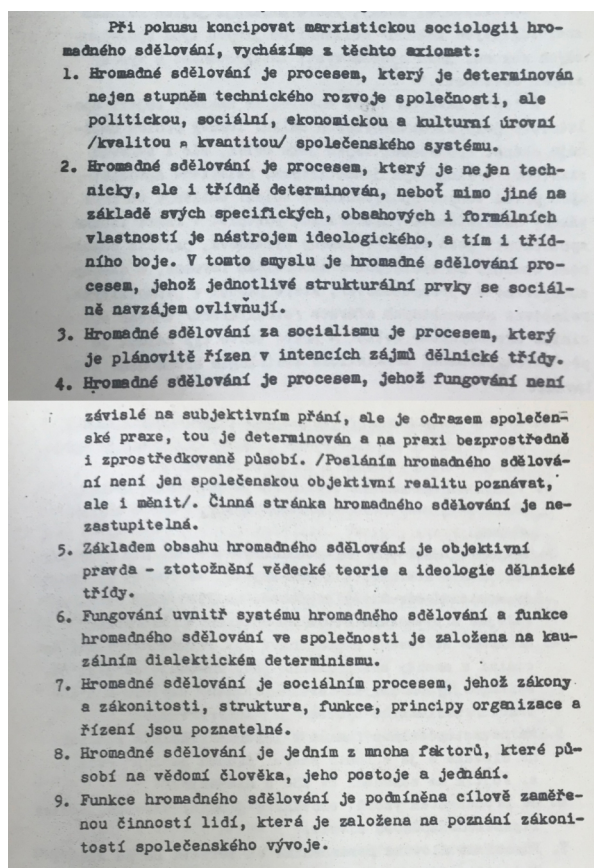 Při pokusu koncipovat marxistickou sociologii hro-
madného sdělování, vycházíme z těchto axiomat:
1. Hromadné sdělování je procesem, který je determinován
nejen stupněm technického rozvoje společnosti, ale
politickou, sociální, ekonomickou a kulturní úrovní
/kvalitou a kvantitou/ společenského systému.
2. Hromadné sdělování je procesem, který je nejen tech-
nicky, ale i třídně determinován, neboť mimo jiné na
základě svých specifických, obsahových i formálních
vlastností je nástrojem ideologického, a tím i tříd-
ního boje. V tomto smyslu je hromadné sdělování pro-
cesem, jehož jednotlivé strukturální prvky se sociál-
ně navzájem ovlivňují.
3. Hromadné sdělování za socialismu je procesem, který
je plánovitě řízen v intencích zájmů dělnické třídy.
4. Hromadné sdělování je procesem, jehož fungování není
závislé na subjektivním přání, ale je odrazem společen-
ské praxe, tou je determinován a na praxi bezprostředně
i zprostředkovaně působí. /Posláním hromadného sdělová-
ní není jen společenskou objektivní realitu poznávat,
ale i měnit/. Činná stránka hromadného sdělování je ne-
zastupitelná.
5. Základem obsahu hromadného sdělování je objektivní
pravda - ztotožnění vědecké teorie a ideologie dělnické
třídy.
6. Fungování uvnitř systému hromadného sdělování a funkce
hromadného sdělování ve společnosti je založena na kau-
zálním dialektickém determinismu.
7. Hromadné sdělování je sociálním procesem, jehož zákony
a zákonitosti, struktura, funkce, principy organizace a
řízení jsou poznatelné.
8. Hromadné sdělování je jedním z mnoha faktorů, které pů-
sobí na vědomí člověka, jeho postoje a jednání.
9. Funkce hromadného sdělování je podmíněna cílově zaměře-
nou činností lidí, která je založena na poznání zákoni-
tostí společenského vývoje.